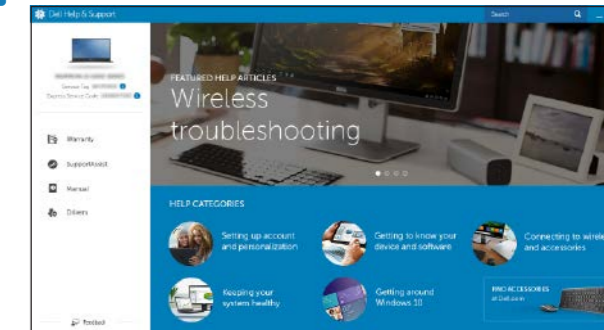 Dell Help & Support
Search
Service Tag:
Express Service Code:
Warranty
SupportAssist
Manual
Drivers
Feedback
FEATURED HELP ARTICLES
Wireless
troubleshooting
HELP CATEGORIES
Setting up account
and personalization
Getting to know your
device and software
Connecting to wirele
and accessories
Keeping your
system healthy
Getting around
Windows 10
FIND ACCESSORIES
at Dell.com